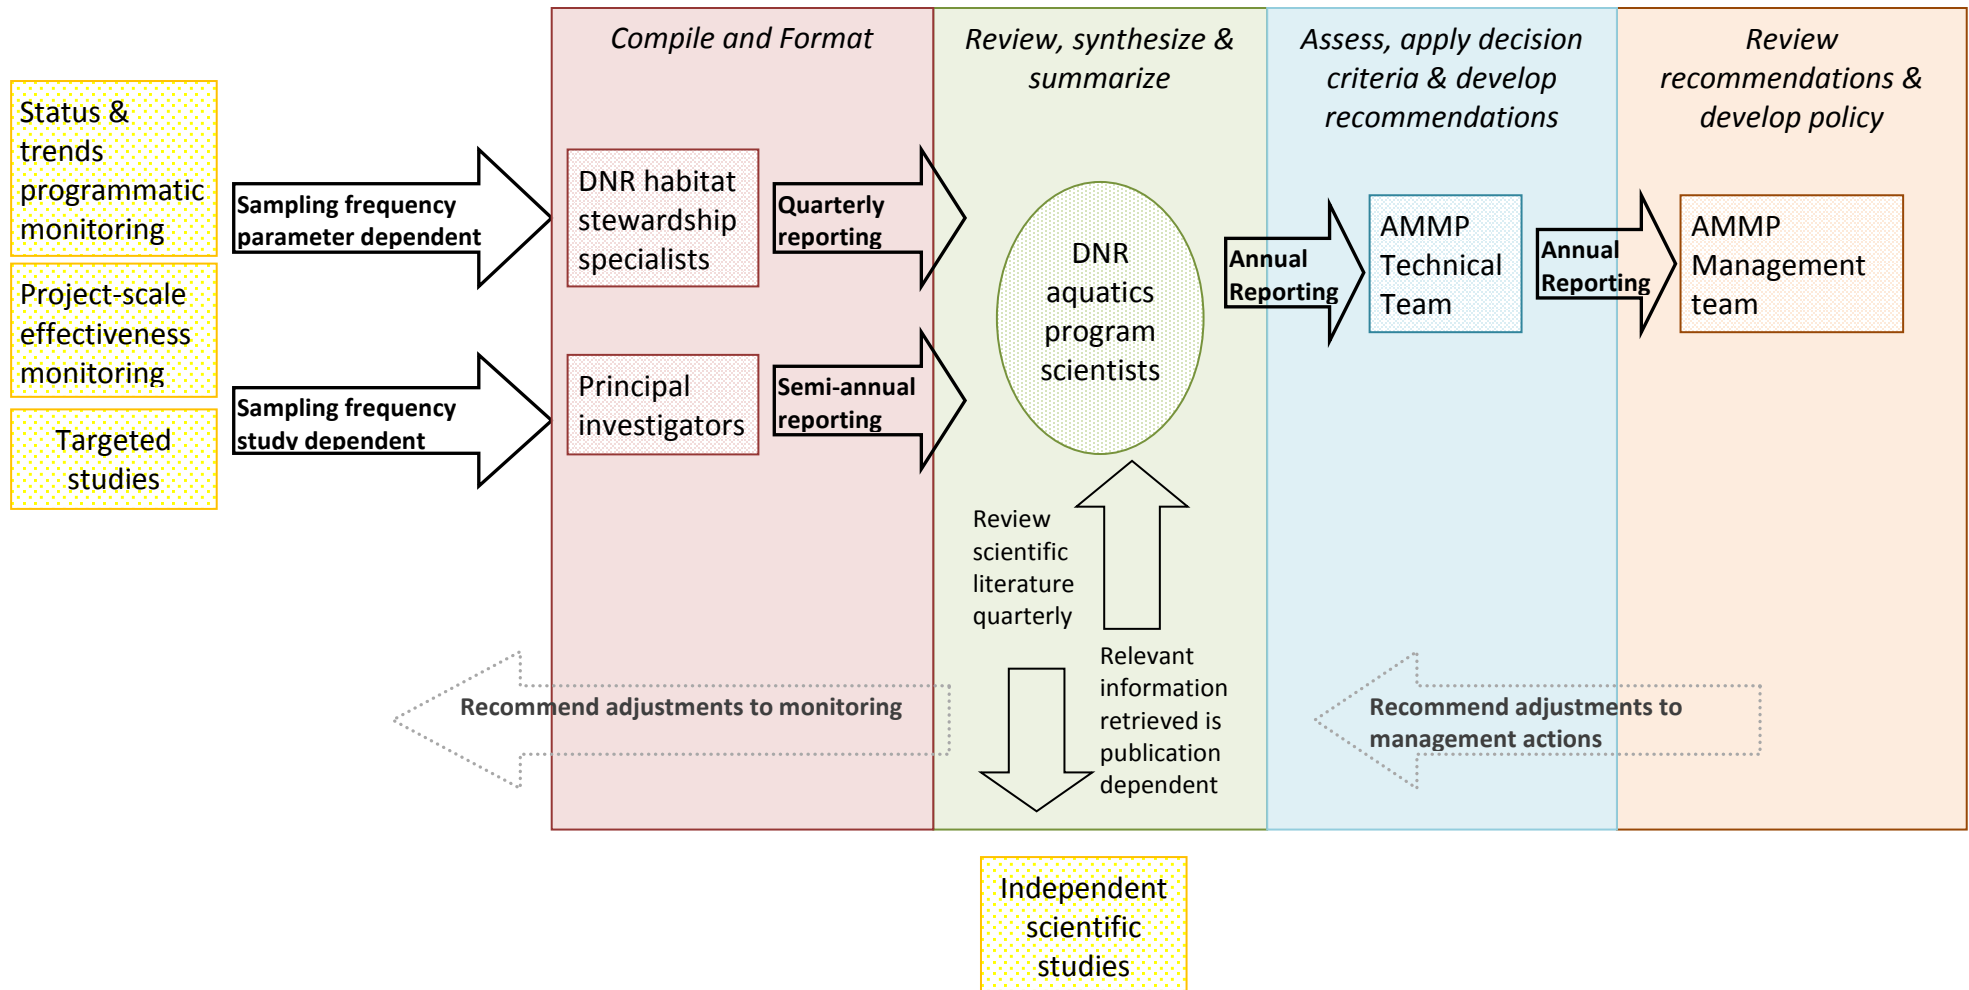 Compile and Format
Review, synthesize &
summarize
Assess, apply decision
criteria & develop
recommendations
Review
recommendations &
develop policy
Status &
trends
programmatic
monitoring
Project-scale
effectiveness
monitoring
Targeted
studies
Sampling frequency
parameter dependent
Sampling frequency
study dependent
DNR habitat
stewardship
specialists
Principal
investigators
Quarterly
reporting
Semi-annual
reporting
DNR
aquatics
program
scientists
Annual
Reporting
AMMP
Technical
Team
Annual
Reporting
AMMP
Management
team
Review
scientific
literature
quarterly
Relevant
information
retrieved is
publication
dependent
Recommend adjustments to monitoring
Recommend adjustments to
management actions
Independent
scientific
studies